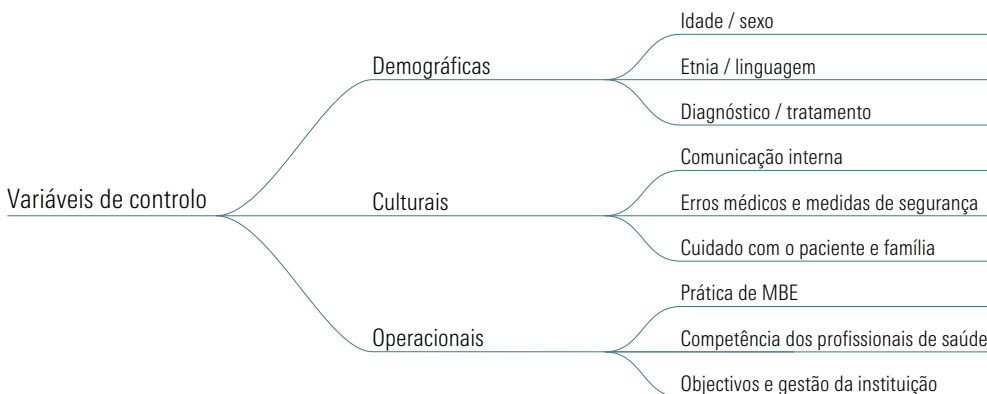 Variáveis de controlo
Demográficas
Idade / sexo
Etnia / linguagem
Diagnóstico / tratamento
Culturais
Comunicação interna
Erros médicos e medidas de segurança
Cuidado com o paciente e família
Operacionais
Prática de MBE
Competência dos profissionais de saúde
Objectivos e gestão da instituição